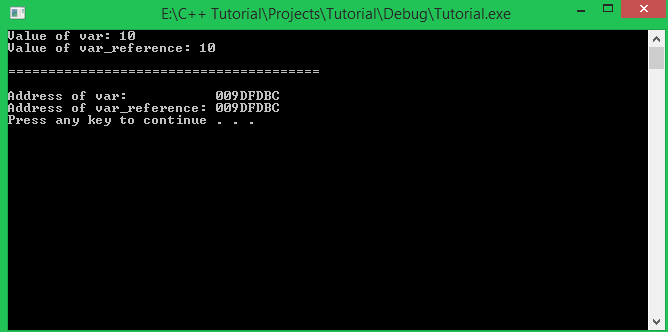 E:\C++ Tutorial\Projects\Tutorial\Debug\Tutorial.exe
Value of var: 10
Value of var_reference: 10
=======================================
Address of var:           009DFDBC
Address of var_reference: 009DFDBC
Press any key to continue . . .